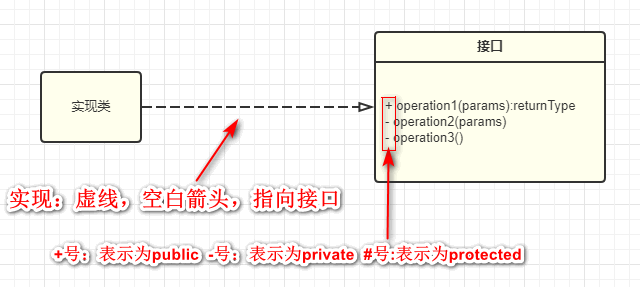 接口
实现类
+ operation1(params):returnType
- operation2(params)
- operation3()
实现：虚线，空白箭头，指向接口
+号；表示为public -号；表示为private #号:表示为protected